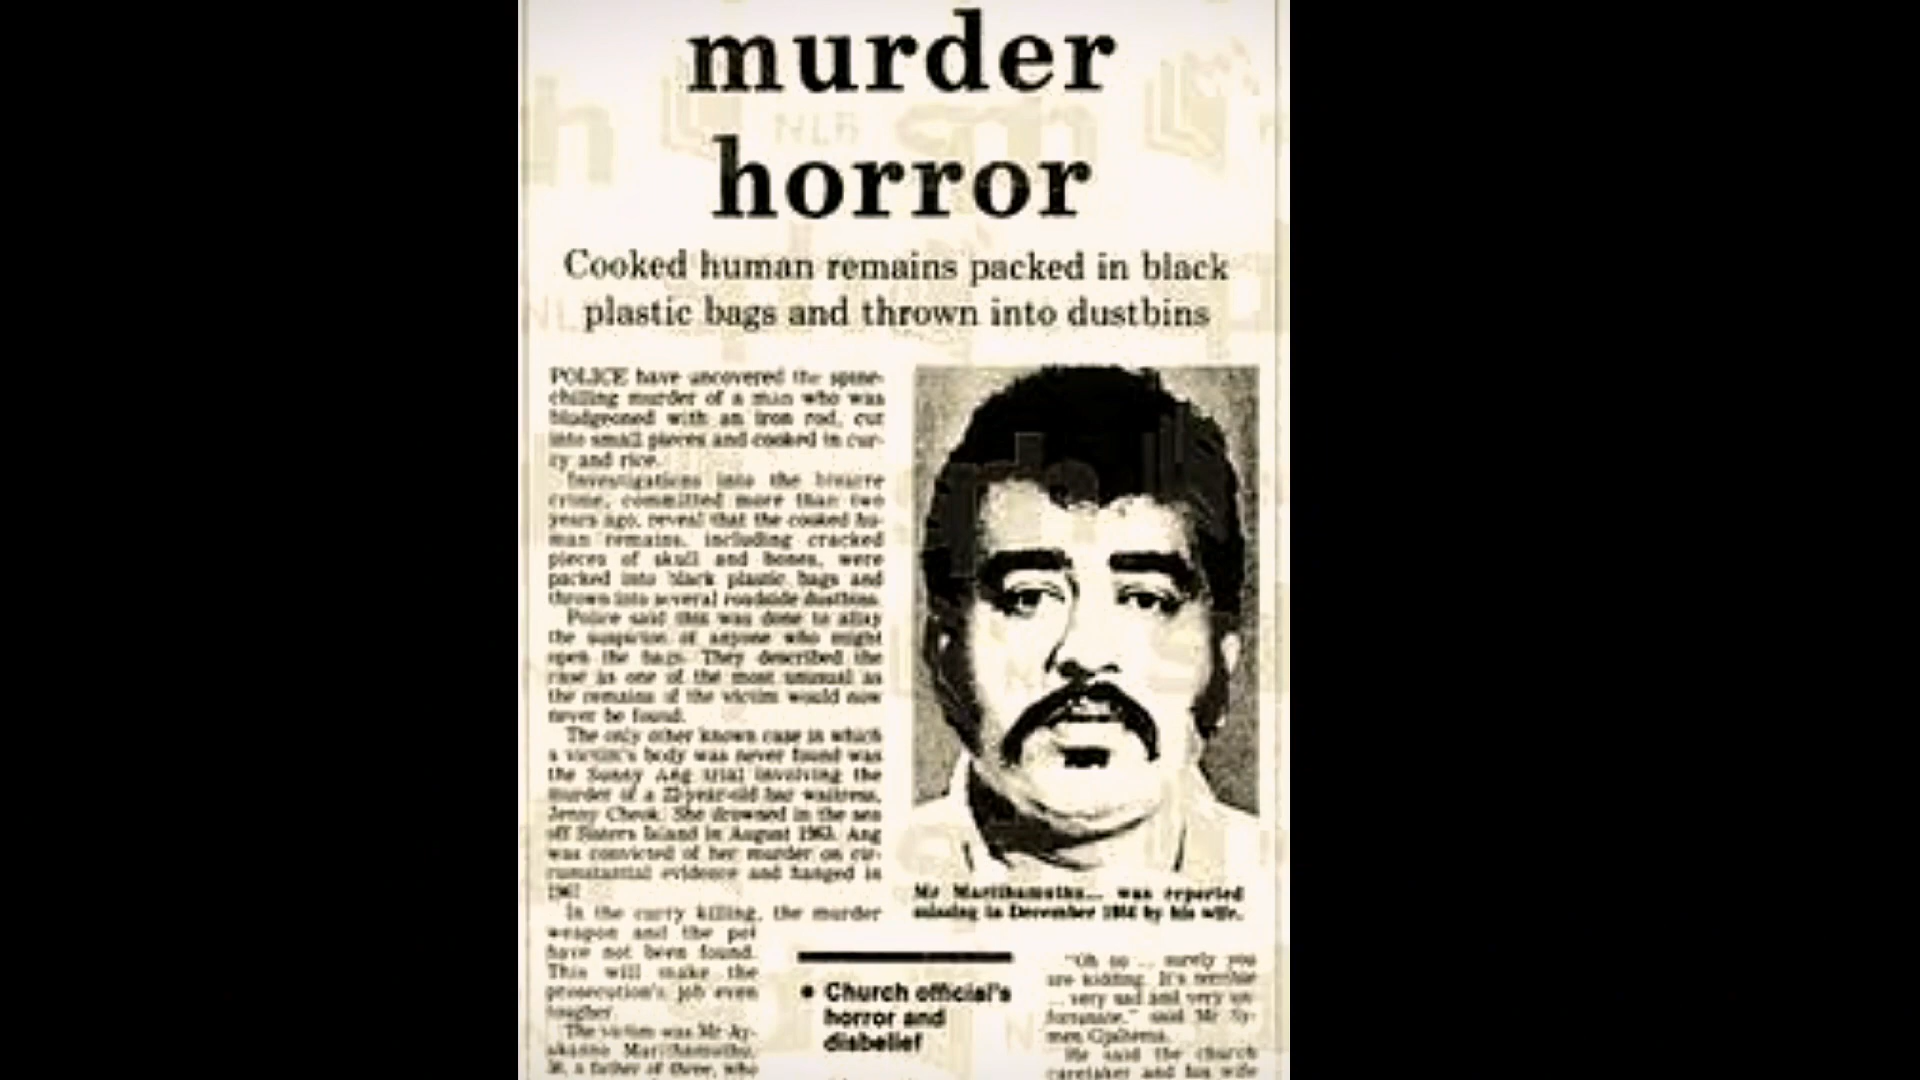 murder
horror
Cooked human remains packed in black
plastic bags and thrown into dustbins
POLICE have uncovered the spine-
chilling murder of a man who was
bludgeoned with an iron rod, cut
into small pieces and cooked in cur-
ry and rice.
Investigations into the bizarre
crime, committed more than two
years ago, reveal that the cooked hu-
man remains, including cracked
pieces of skull and bones, were
packed into black plastic bags and
thrown into several roadside dustbins.
Police said this was done to allay
the suspicion of anyone who might
open the bags. They described the
case as one of the most unusual as
the remains of the victim would now
never be found.
The only other known case in which
a victim's body was never found was
the Sunny Ang trial involving the
murder of a 22-year-old bar waitress,
Jenny Cheok. She drowned in the sea
off Sisters Island in August 1963. Ang
was convicted of her murder on cir-
cumstantial evidence and hanged in
In the curry killing, the murder
weapon and the pot
have not been found.
This will make the
prosecution's job even
tougher.
The victim was Mr Ay-
Marithamuthu,
a father of three, who
Mr Marithamuthu... was reported
missing in December 1984 by his wife.
• Church official's
horror and
disbelief
"Oh no ... surely you
are kidding. It's terrible
... very sad and very un-
fortunate," said Mr
He said the church
caretaker and his wife
NLB